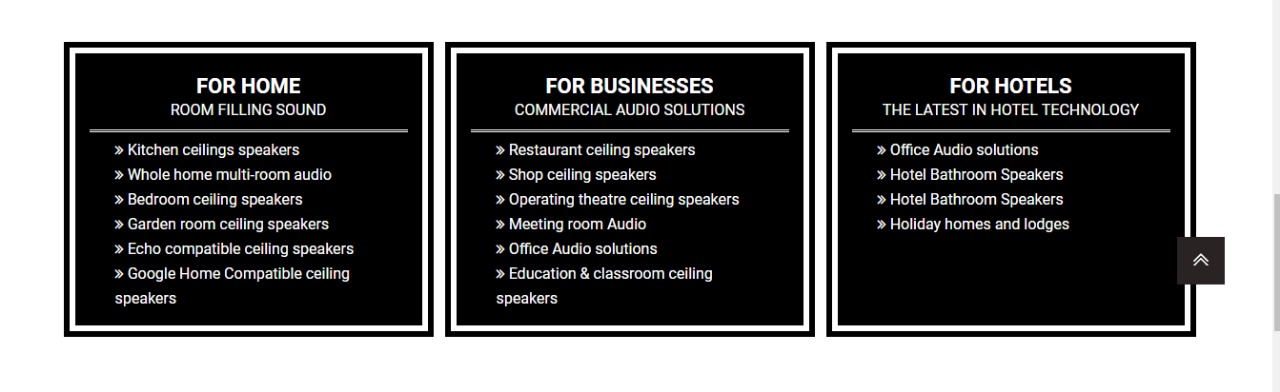 FOR HOME
ROOM FILLING SOUND
» Kitchen ceilings speakers
» Whole home multi-room audio
» Bedroom ceiling speakers
» Garden room ceiling speakers
» Echo compatible ceiling speakers
» Google Home Compatible ceiling
speakers
FOR BUSINESSES
COMMERCIAL AUDIO SOLUTIONS
» Restaurant ceiling speakers
» Shop ceiling speakers
» Operating theatre ceiling speakers
» Meeting room Audio
» Office Audio solutions
» Education & classroom ceiling
speakers
FOR HOTELS
THE LATEST IN HOTEL TECHNOLOGY
» Office Audio solutions
» Hotel Bathroom Speakers
» Hotel Bathroom Speakers
» Holiday homes and lodges